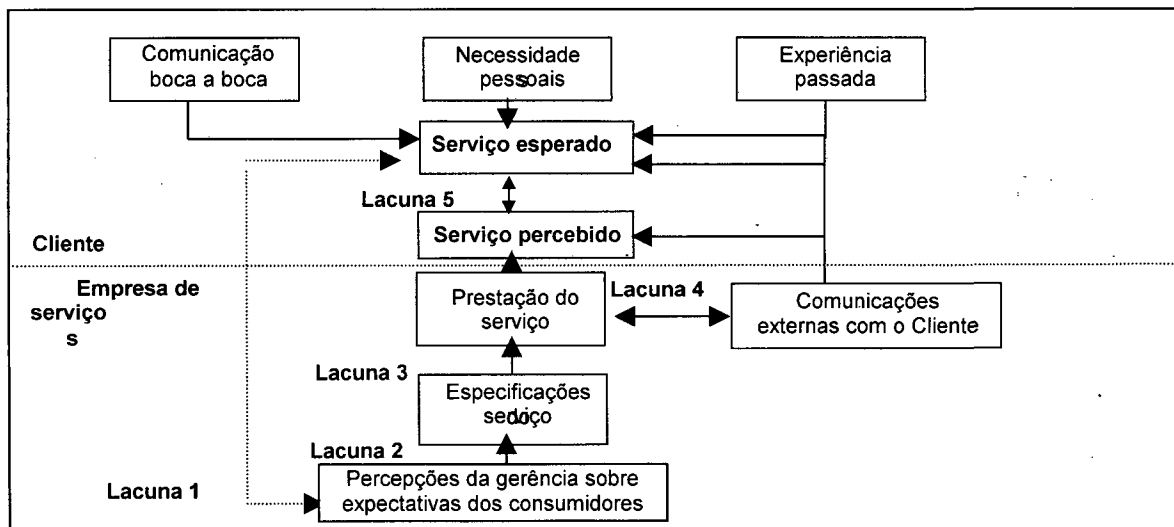 Comunicação
boca a boca
Necessidade
pessoais
s
Experiência
passada
Serviço esperado
Lacuna 5
Serviço percebido
Cliente
Empresa de
serviço
s
Prestação do
serviço
Lacuna 4
Comunicações
externas com o Cliente
Lacuna 3
Especificações
do
serviço
Lacuna 2
Percepções da gerência sobre
expectativas dos consumidores
Lacuna 1